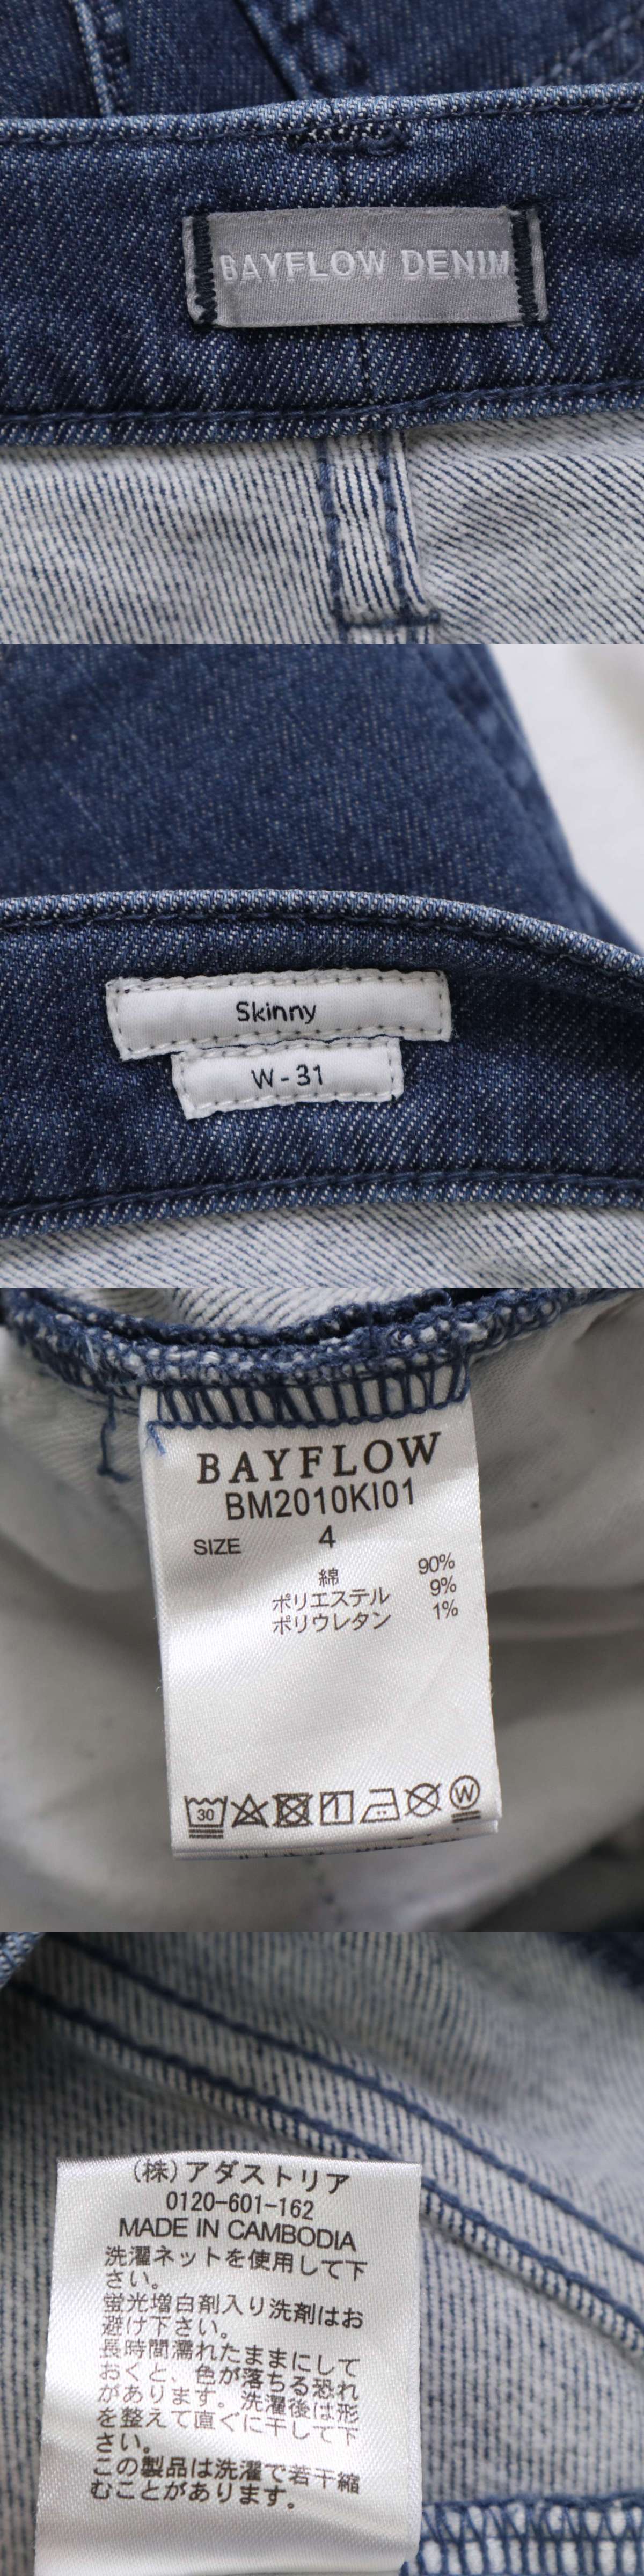 BAYFLOW DENIM
Skinny
W-31
BAYFLOW
BM2010KI01
SIZE 4
綿 90%
ポリエステル 9%
ポリウレタン 1%
30
W
(株)アダストリア
0120-601-162
MADE IN CAMBODIA
洗濯ネットを使用して下
さい。
蛍光増白剤入り洗剤はお
避け下さい。
長時間濡れたままにして
おくと、色が落ちる恐れ
があります。洗濯後は形
を整えて直ぐに干して下
さい。
この製品は洗濯で若干縮
むことがあります。